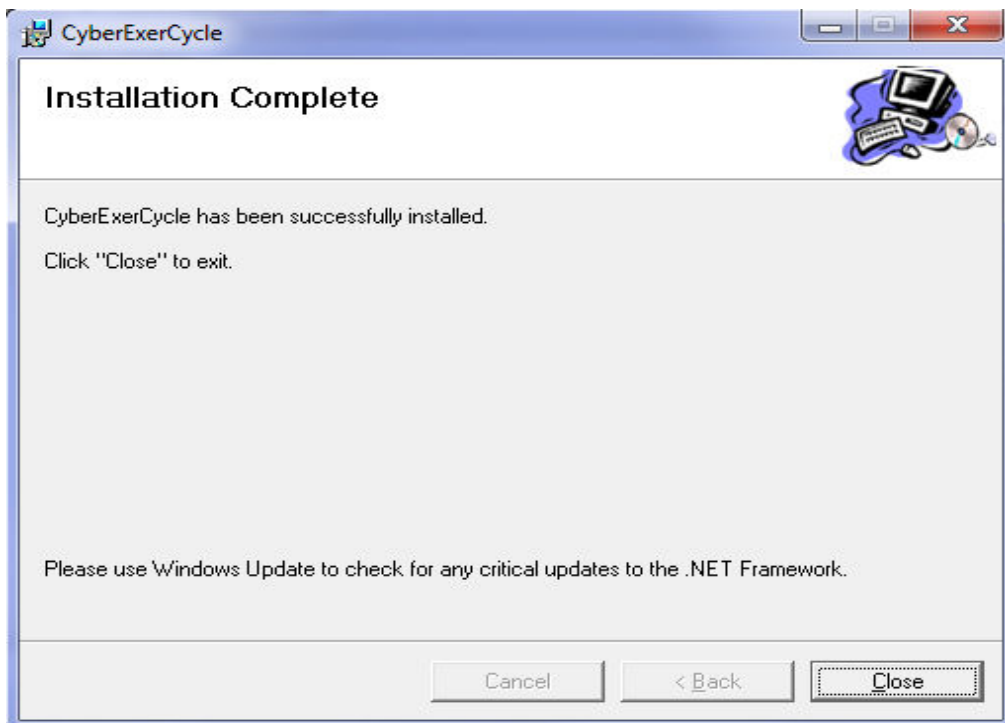 CyberExerCycle
Installation Complete
CyberExerCycle has been successfully installed.
Click "Close" to exit.
Please use Windows Update to check for any critical updates to the .NET Framework.
Cancel
< Back
Close